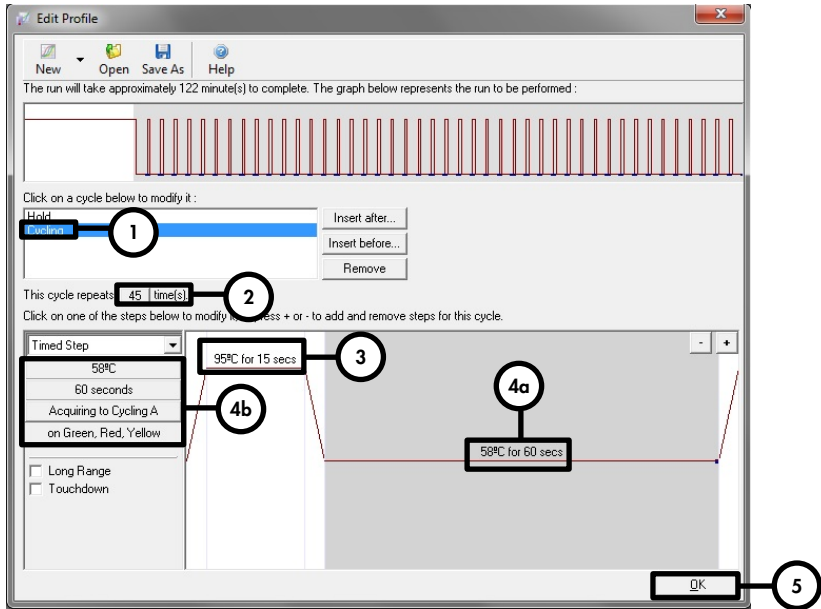 Edit Profile
New Open Save As Help
The run will take approximately 122 minute(s) to complete. The graph below represents the run to be performed :
Click on a cycle below to modify it :
Hold
Cycling
1
Insert after...
Insert before...
Remove
This cycle repeats 45 time(s).
2
Click on one of the steps below to modify it, press + or - to add and remove steps for this cycle.
Timed Step
58ºC
60 seconds
Acquiring to Cycling A
on Green, Red, Yellow
4b
Long Range
Touchdown
95ºC for 15 secs
3
- +
4a
58ºC for 60 secs
OK
5